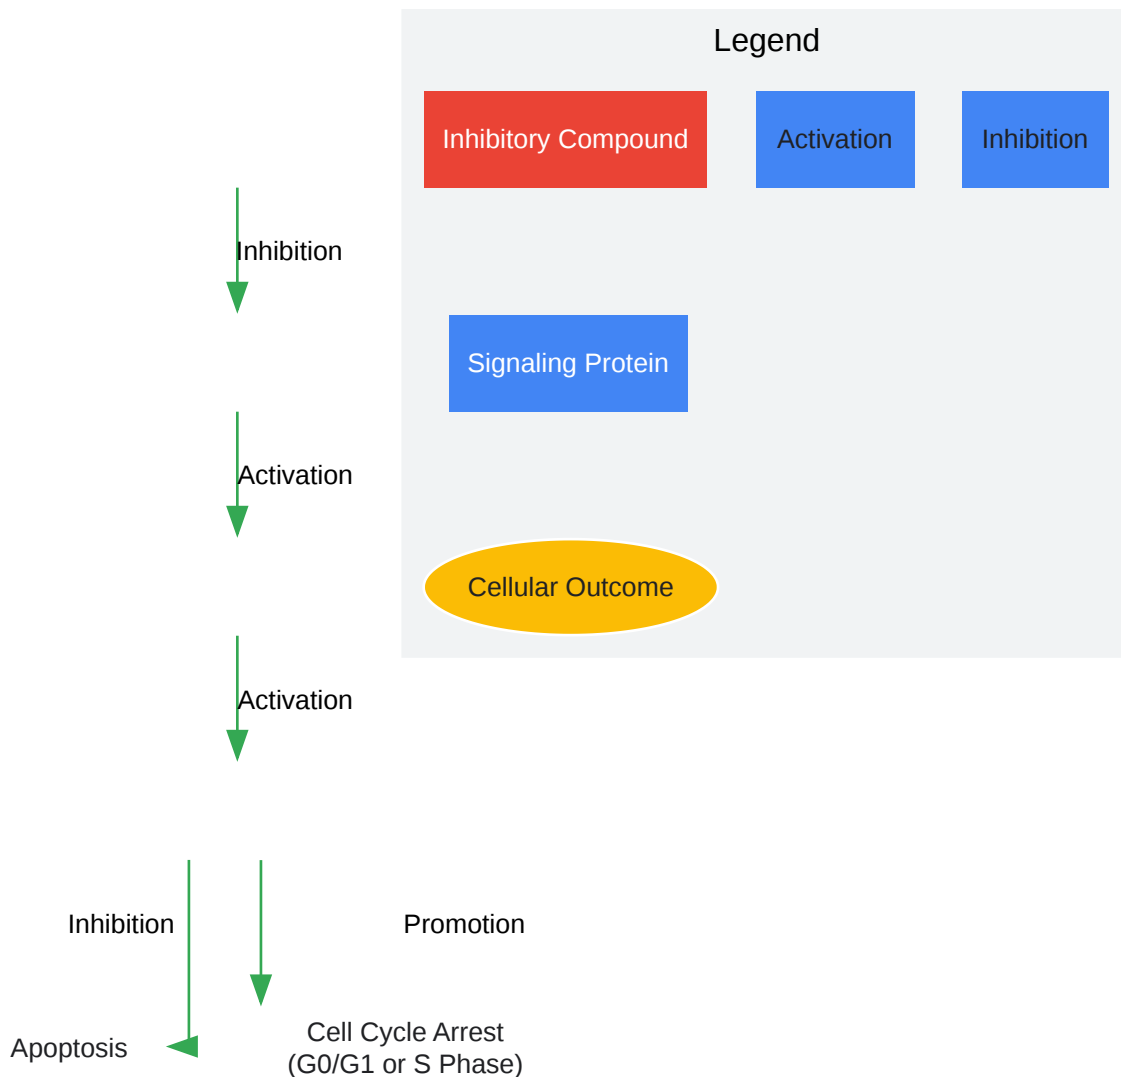 Legend
Inhibitory Compound
Activation
Inhibition
Inhibition
Signaling Protein
Activation
Cellular Outcome
Activation
Inhibition
Promotion
Apoptosis
Cell Cycle Arrest
(G0/G1 or S Phase)